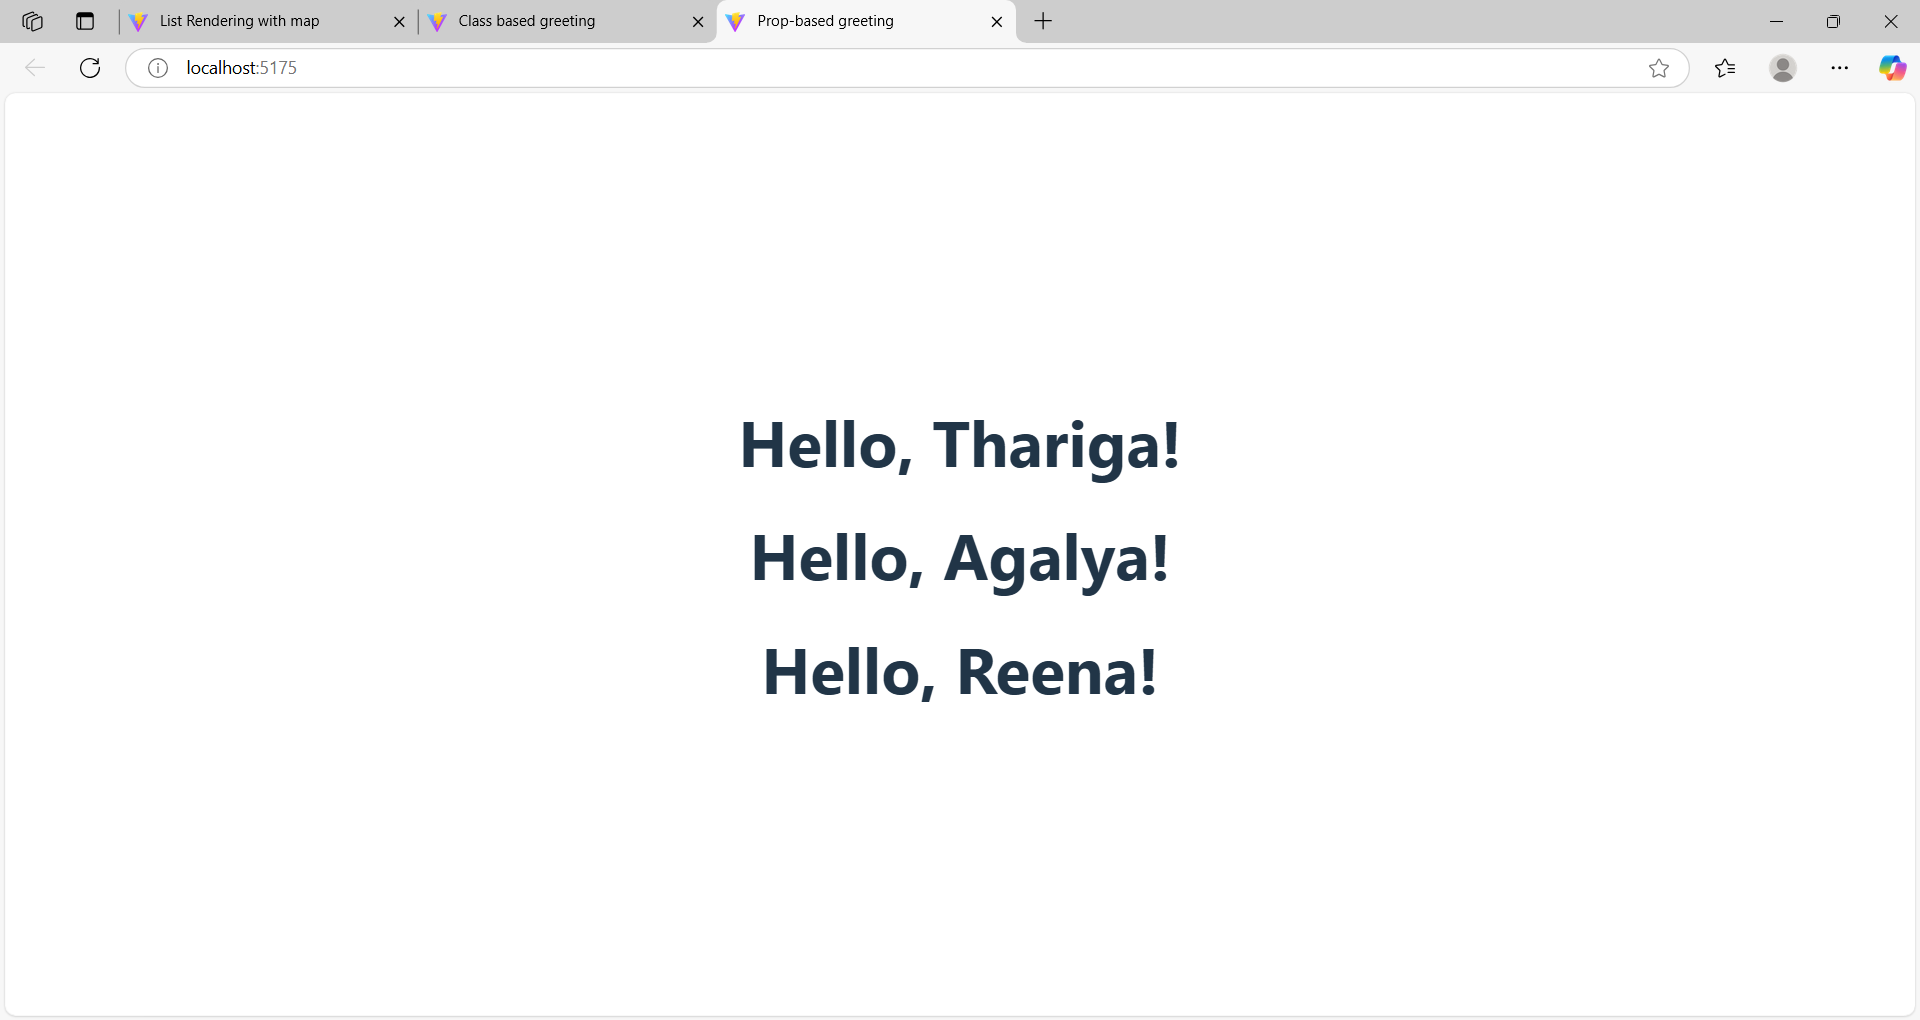 List Rendering with map
Class based greeting
Prop-based greeting
localhost:5175
Hello, Thariga!
Hello, Agalya!
Hello, Reena!